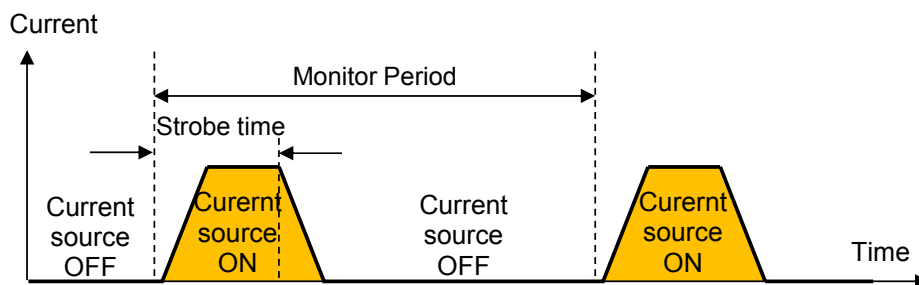 Current
Monitor Period
Strobe time
Current
source
OFF
Curernt
source
ON
Current
source
OFF
Curernt
source
ON
Time